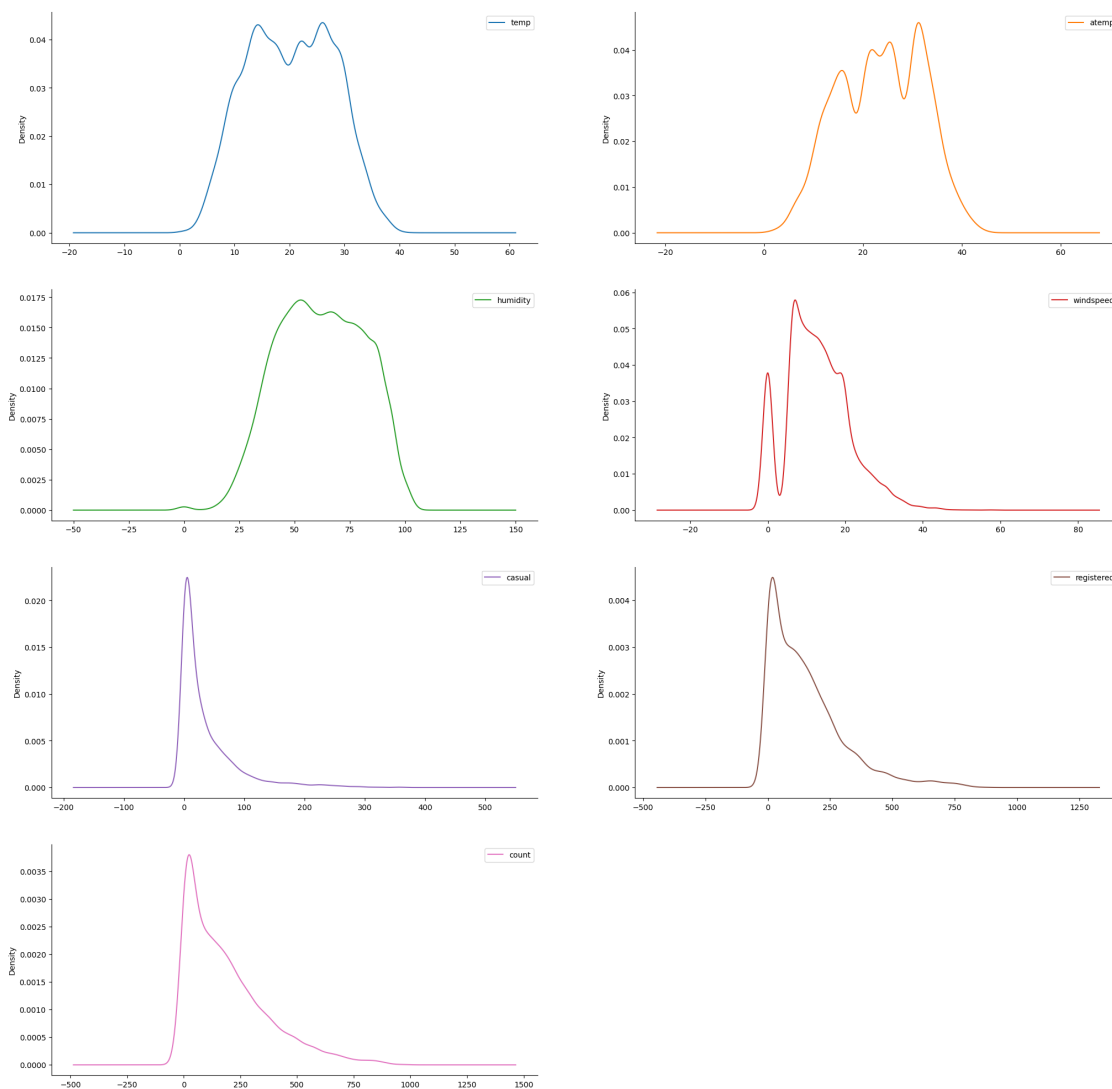 temp
Density
0.04
0.03
0.02
0.01
0.00
−20 −10 0 10 20 30 40 50 60
atemp
Density
0.04
0.03
0.02
0.01
0.00
−20 0 20 40 60
humidity
Density
0.0175
0.0150
0.0125
0.0100
0.0075
0.0050
0.0025
0.0000
−50 −25 0 25 50 75 100 125 150
windspeed
Density
0.06
0.05
0.04
0.03
0.02
0.01
0.00
−20 0 20 40 60 80
casual
Density
0.020
0.015
0.010
0.005
0.000
−200 −100 0 100 200 300 400 500
registered
Density
0.004
0.003
0.002
0.001
0.000
−500 −250 0 250 500 750 1000 1250
count
Density
0.0035
0.0030
0.0025
0.0020
0.0015
0.0010
0.0005
0.0000
−500 −250 0 250 500 750 1000 1250 1500